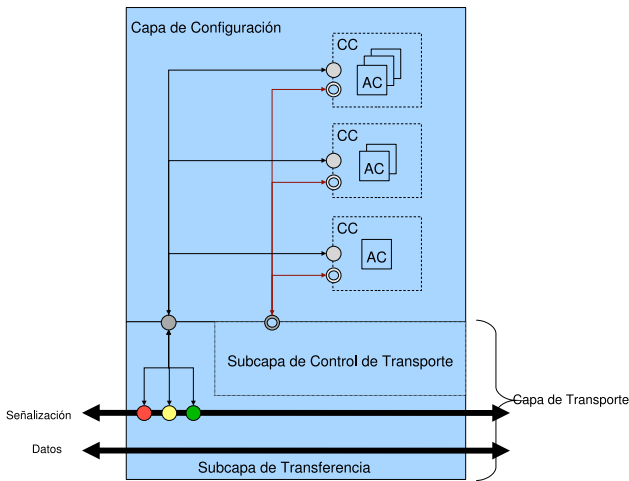 Capa de Configuración
CC
AC
CC
AC
CC
AC
Subcapa de Control de Transporte
Capa de Transporte
Señalización
Datos
Subcapa de Transferencia